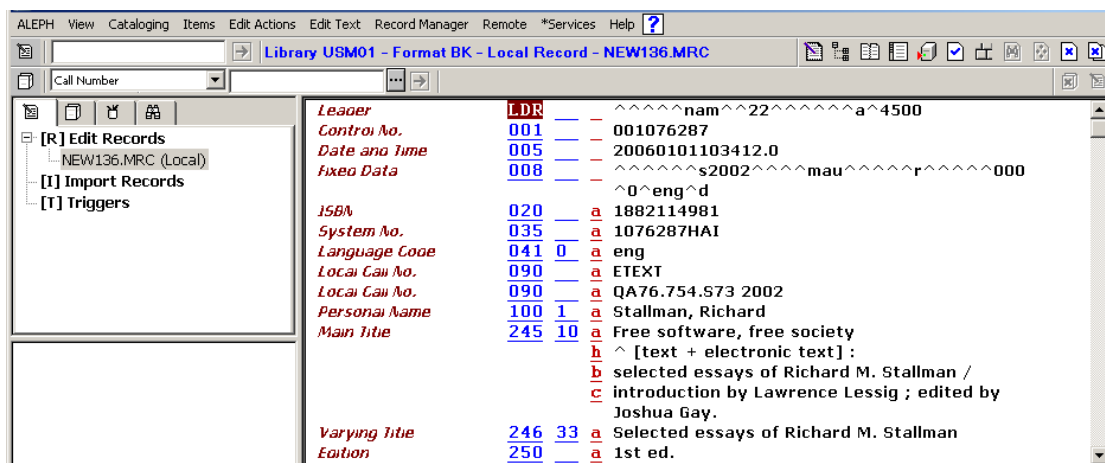 ALEPH View Cataloging Items Edit Actions Edit Text Record Manager Remote *Services Help ?
Library USM01 - Format BK - Local Record - NEW136.MRC
Call Number ...
[R] Edit Records
NEW136.MRC (Local)
[I] Import Records
[T] Triggers
Leader LDR ^^^^^nam^^22^^^^^^a^4500
Control No. 001 001076287
Date and Time 005 20060101103412.0
Fixed Data 008 ^^^^^^s2002^^^^mau^^^^^r^^^^^000
^0^eng^d
ISBN 020 a 1882114981
System No. 035 a 1076287HAI
Language Code 041 0 a eng
Local Call No. 090 a ETEXT
Local Call No. 090 a QA76.754.S73 2002
Personal Name 100 1 a Stallman, Richard
Main Title 245 10 a Free software, free society
h ^ [text + electronic text] :
b selected essays of Richard M. Stallman /
c introduction by Lawrence Lessig ; edited by
Joshua Gay.
Varying Title 246 33 a Selected essays of Richard M. Stallman
Edition 250 a 1st ed.